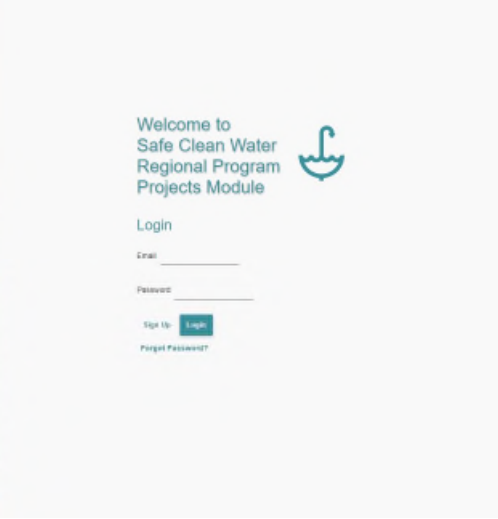 Welcome to
Safe Clean Water
Regional Program
Projects Module
Login
Email
Password
Sign Up Login
Forgot Password?